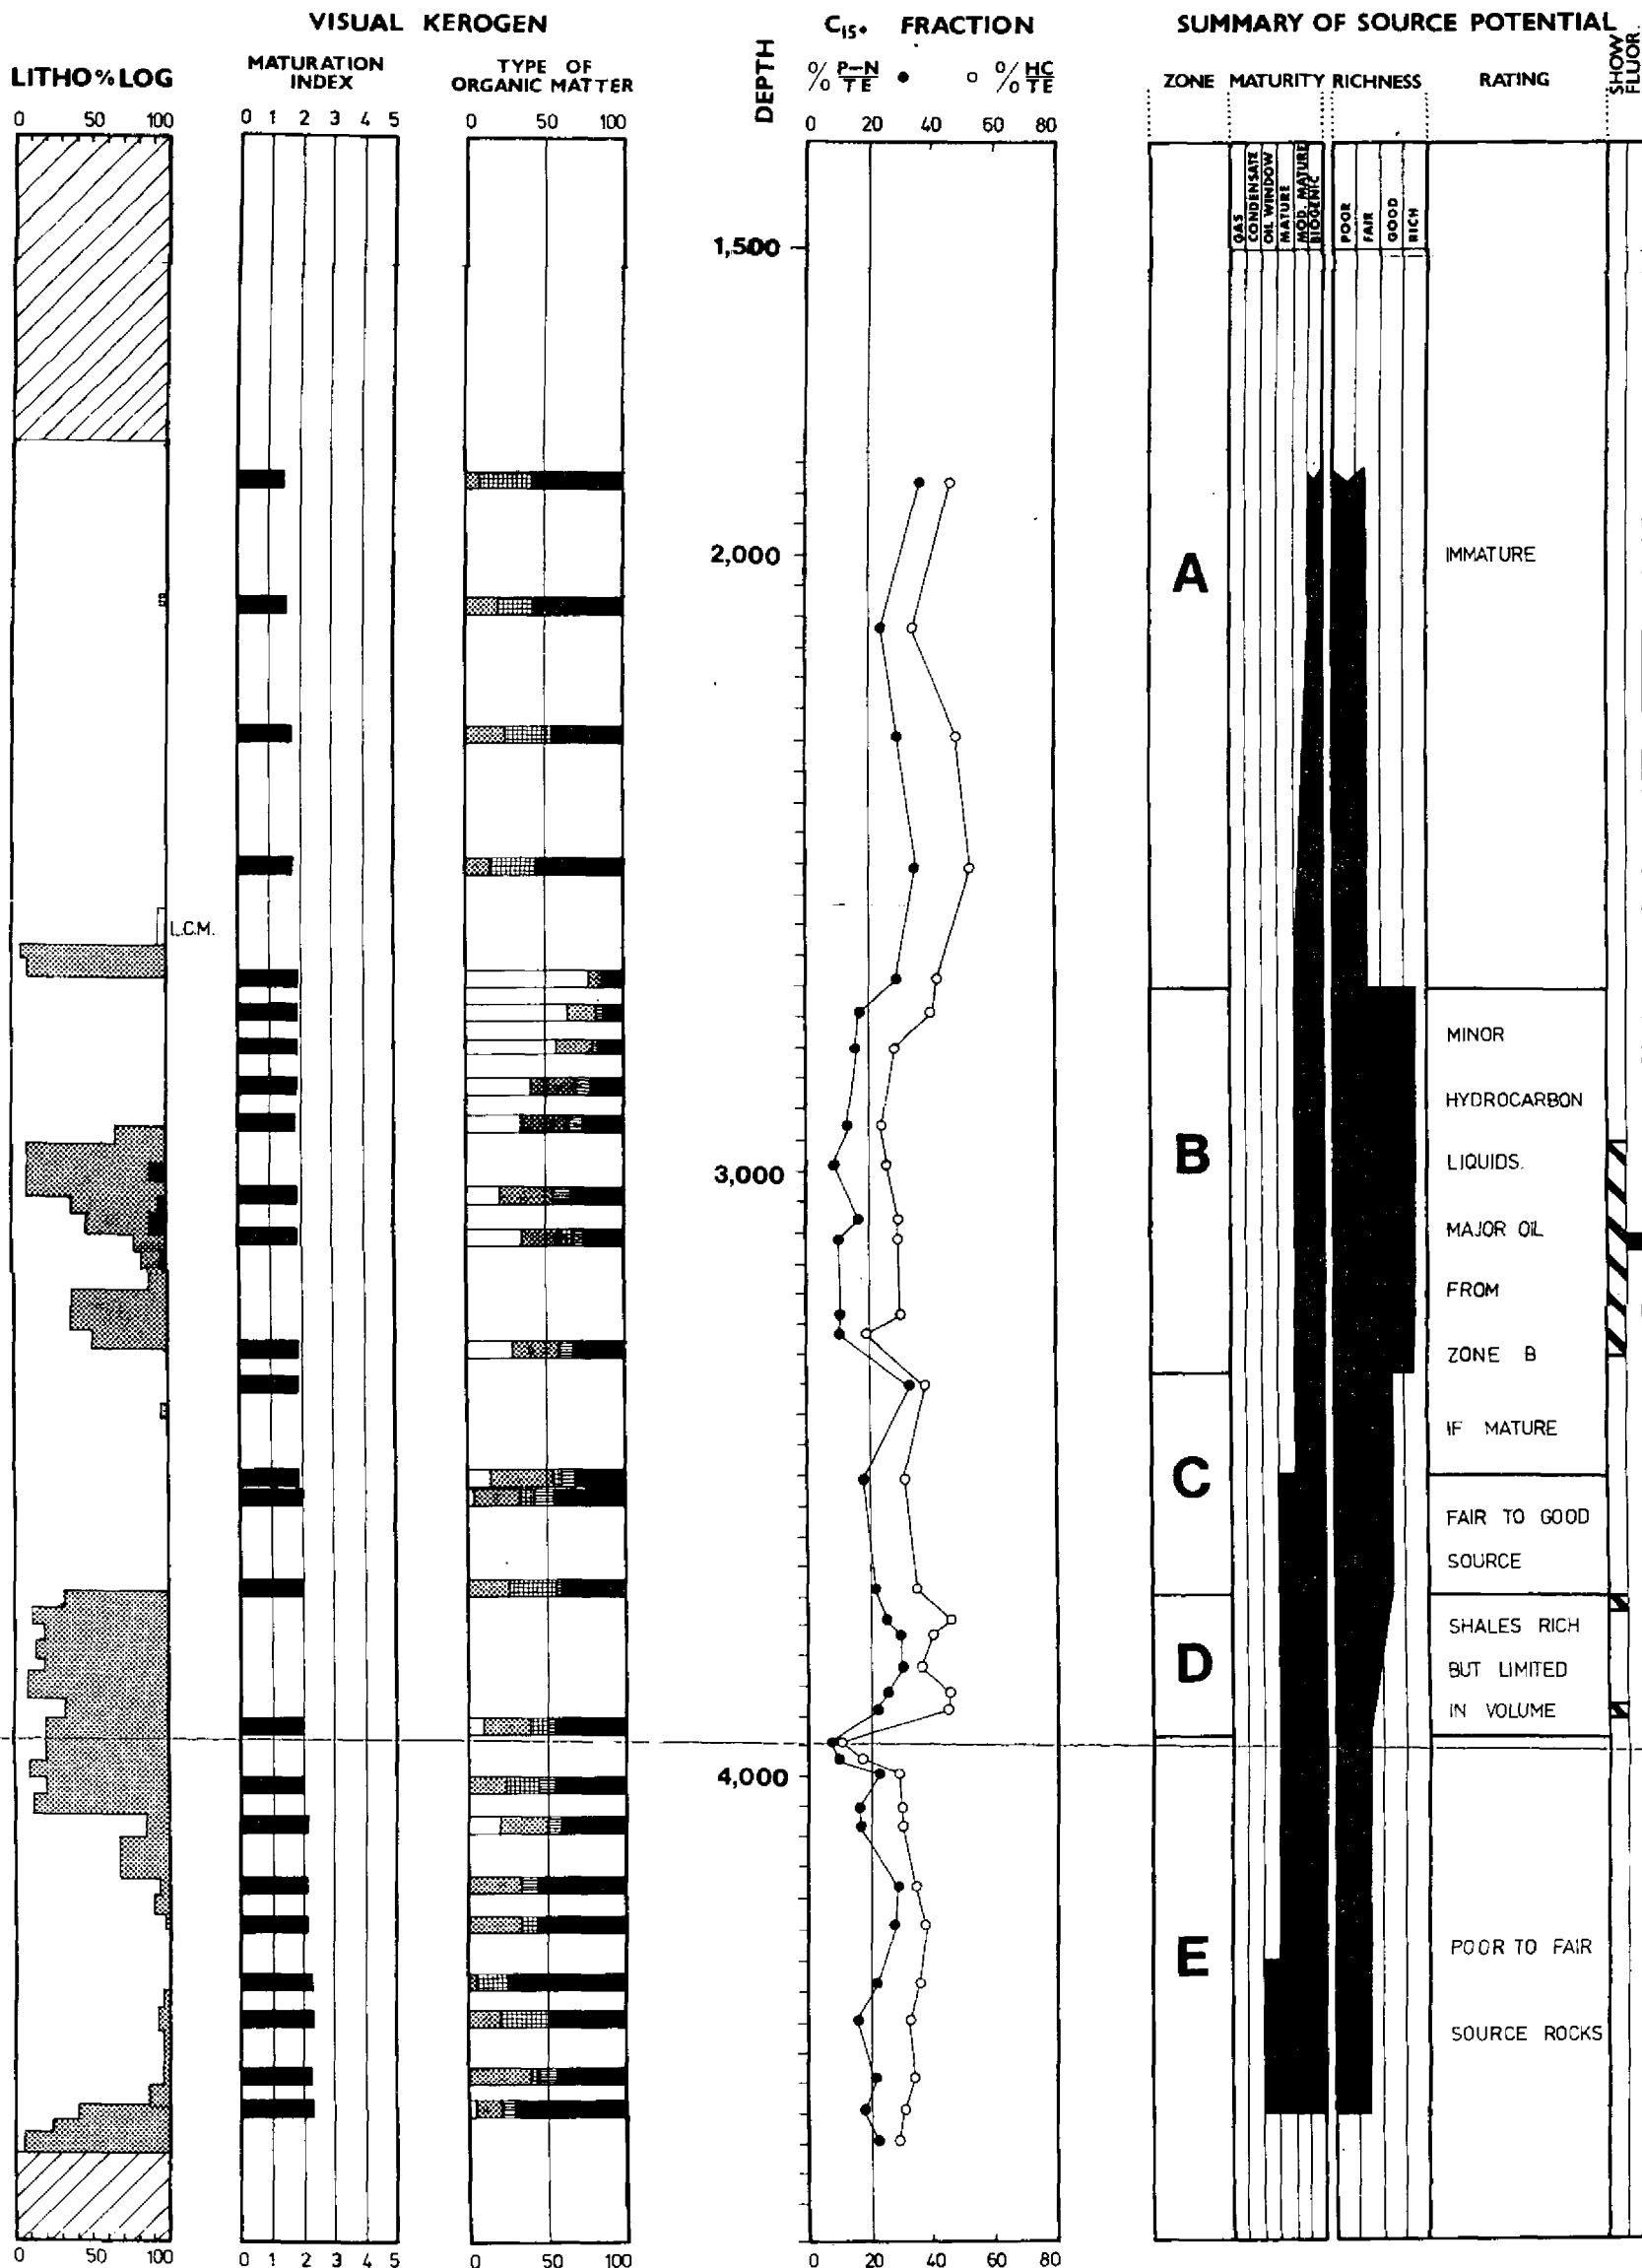 VISUAL KEROGEN
C15+ FRACTION
SUMMARY OF SOURCE POTENTIAL
LITHO % LOG
MATURATION
INDEX
TYPE OF
ORGANIC MATTER
DEPTH
% P-N
TE
% HC
TE
ZONE MATURITY RICHNESS RATING
SHOW
FLUOR.
0 50 100
0 1 2 3 4 5
0 50 100
0 20 40 60 80
GAS
CONDENSATE
OIL WINDOW
MATURE
MOD. MATURE
BIOGENIC
POOR
FAIR
GOOD
RICH
1,500
2,000
A
IMMATURE
L.C.M.
MINOR
HYDROCARBON
B
LIQUIDS.
3,000
MAJOR OIL
FROM
ZONE B
IF MATURE
C
FAIR TO GOOD
SOURCE
SHALES RICH
D
BUT LIMITED
IN VOLUME
4,000
E
POOR TO FAIR
SOURCE ROCKS
0 50 100
0 1 2 3 4 5
0 50 100
0 20 40 60 80